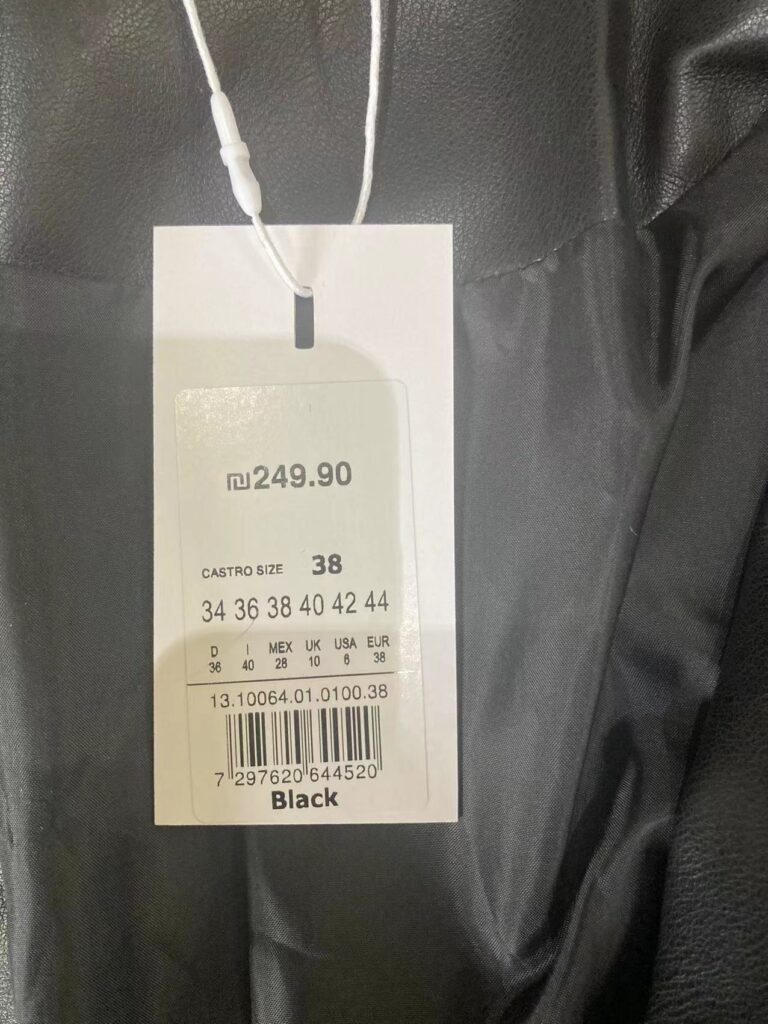 ₪249.90
CASTRO SIZE 38
34 36 38 40 42 44
D I MEX UK USA EUR
36 40 28 10 6 38
13.10064.01.0100.38
7 297620 644520
Black